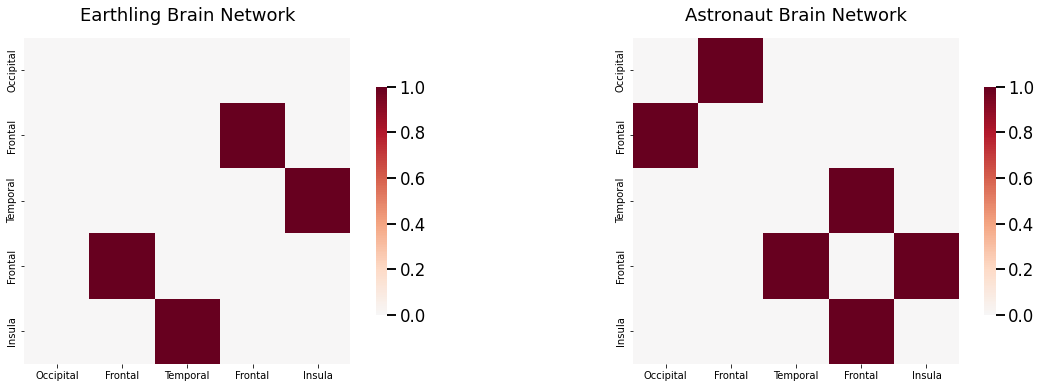 Earthling Brain Network
Occipital
Frontal
Temporal
Frontal
Insula
Occipital Frontal Temporal Frontal Insula
1.0
0.8
0.6
0.4
0.2
0.0
Astronaut Brain Network
Occipital
Frontal
Temporal
Frontal
Insula
Occipital Frontal Temporal Frontal Insula
1.0
0.8
0.6
0.4
0.2
0.0